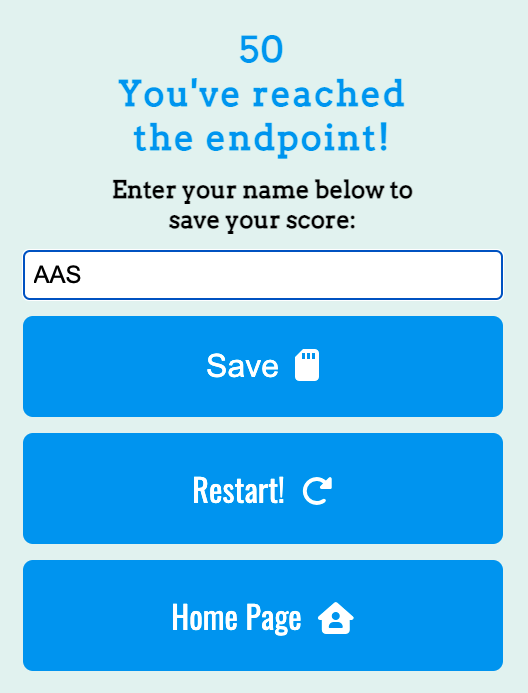 50
You've reached
the endpoint!
Enter your name below to
save your score:
AAS
Save
Restart!
Home Page